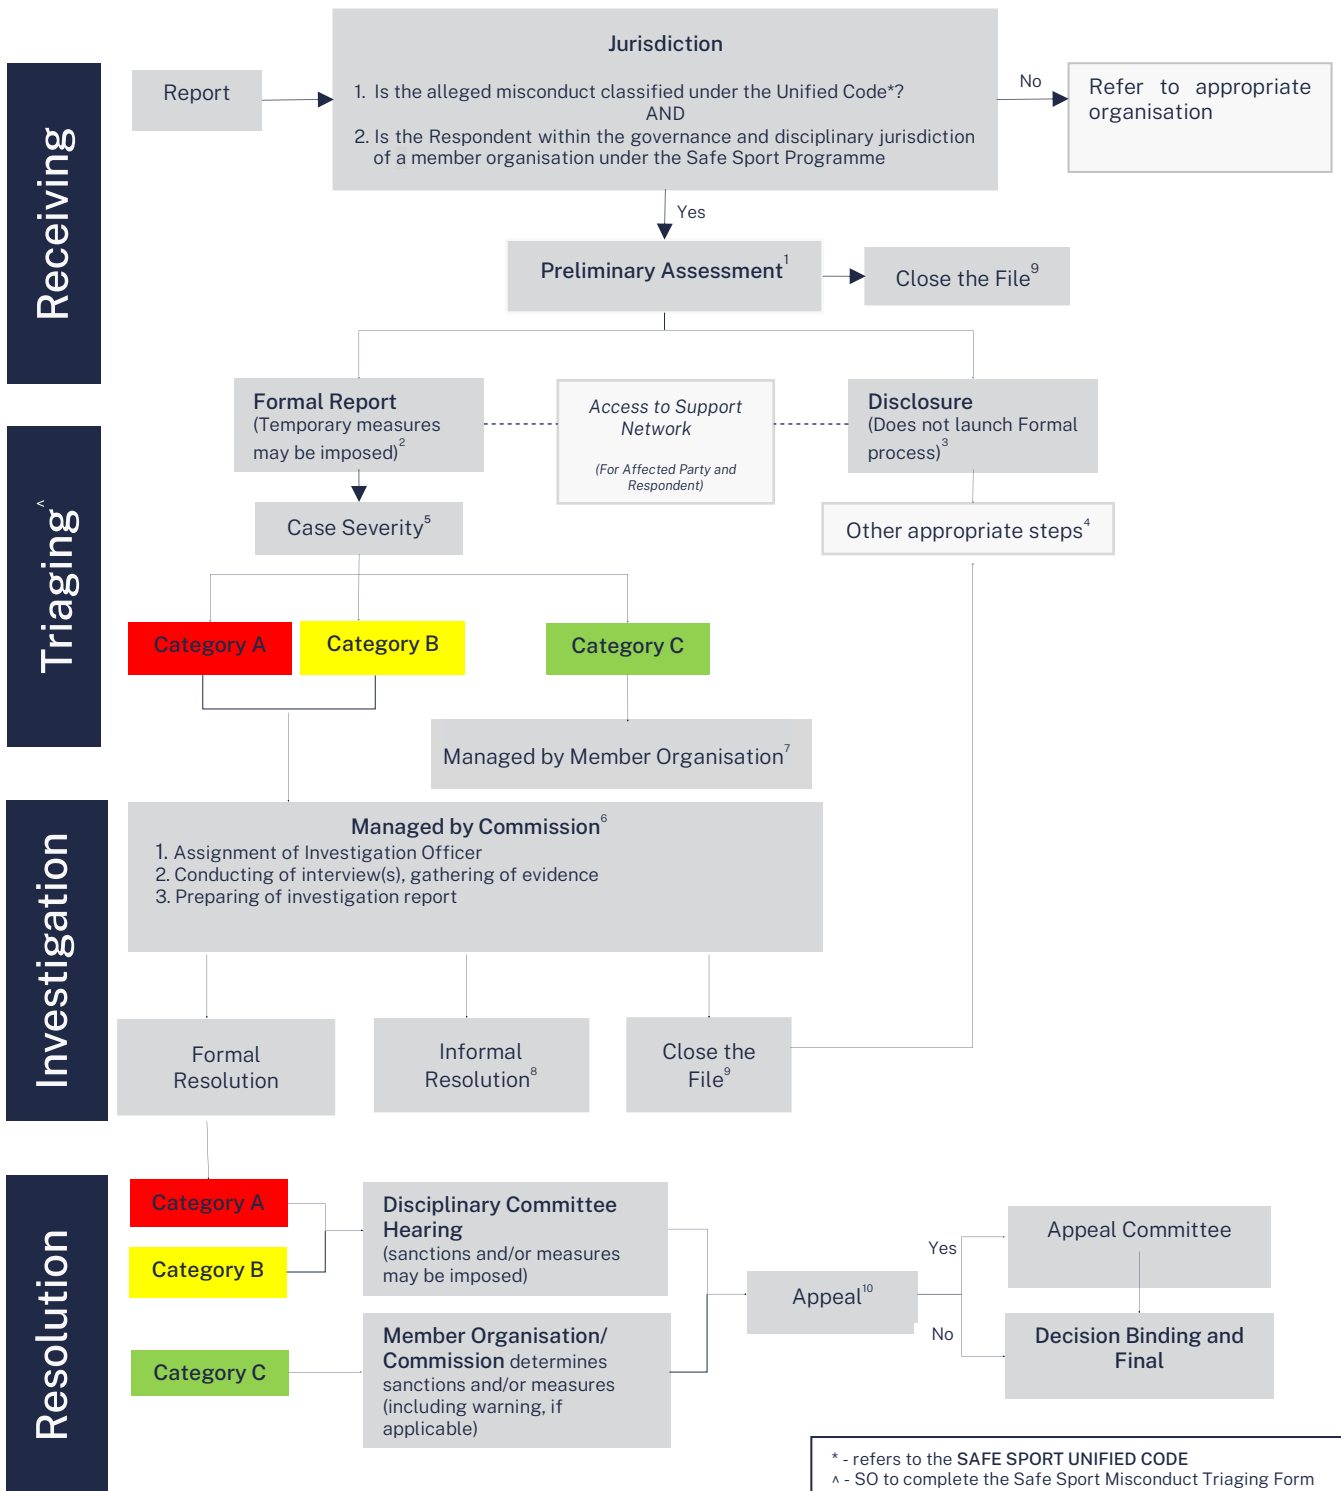 Receiving
Report
Jurisdiction
1. Is the alleged misconduct classified under the Unified Code*?
AND
2. Is the Respondent within the governance and disciplinary jurisdiction
of a member organisation under the Safe Sport Programme
No
Refer to appropriate
organisation
Yes
Preliminary Assessment1
Close the File9
Triaging^
Formal Report
(Temporary measures
may be imposed)2
Access to Support
Network
(For Affected Party and
Respondent)
Disclosure
(Does not launch Formal
process)3
Case Severity5
Other appropriate steps4
Category A
Category B
Category C
Managed by Member Organisation7
Investigation
Managed by Commission6
1. Assignment of Investigation Officer
2. Conducting of interview(s), gathering of evidence
3. Preparing of investigation report
Formal
Resolution
Informal
Resolution8
Close the
File9
Resolution
Category A
Category B
Disciplinary Committee
Hearing
(sanctions and/or measures
may be imposed)
Category C
Member Organisation/
Commission determines
sanctions and/or measures
(including warning, if
applicable)
Appeal10
Yes
No
Appeal Committee
Decision Binding and
Final
* - refers to the SAFE SPORT UNIFIED CODE
^ - SO to complete the Safe Sport Misconduct Triaging Form